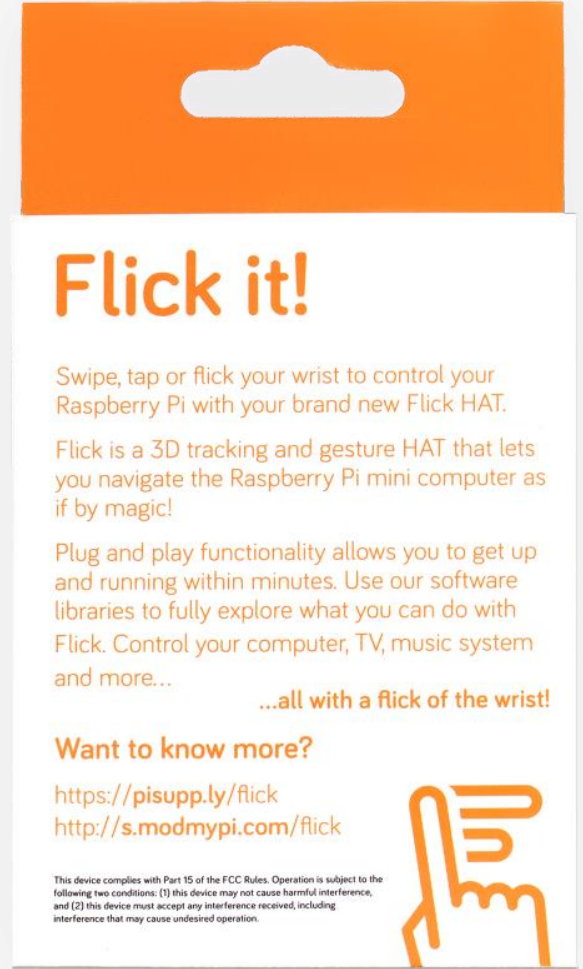 Flick it!
Swipe, tap or flick your wrist to control your
Raspberry Pi with your brand new Flick HAT.
Flick is a 3D tracking and gesture HAT that lets
you navigate the Raspberry Pi mini computer as
if by magic!
Plug and play functionality allows you to get up
and running within minutes. Use our software
libraries to fully explore what you can do with
Flick. Control your computer, TV, music system
and more...
...all with a flick of the wrist!
Want to know more?
https://pisupp.ly/flick
http://s.modmypi.com/flick
This device complies with Part 15 of the FCC Rules. Operation is subject to the
following two conditions: (1) this device may not cause harmful interference,
and (2) this device must accept any interference received, including
interference that may cause undesired operation.